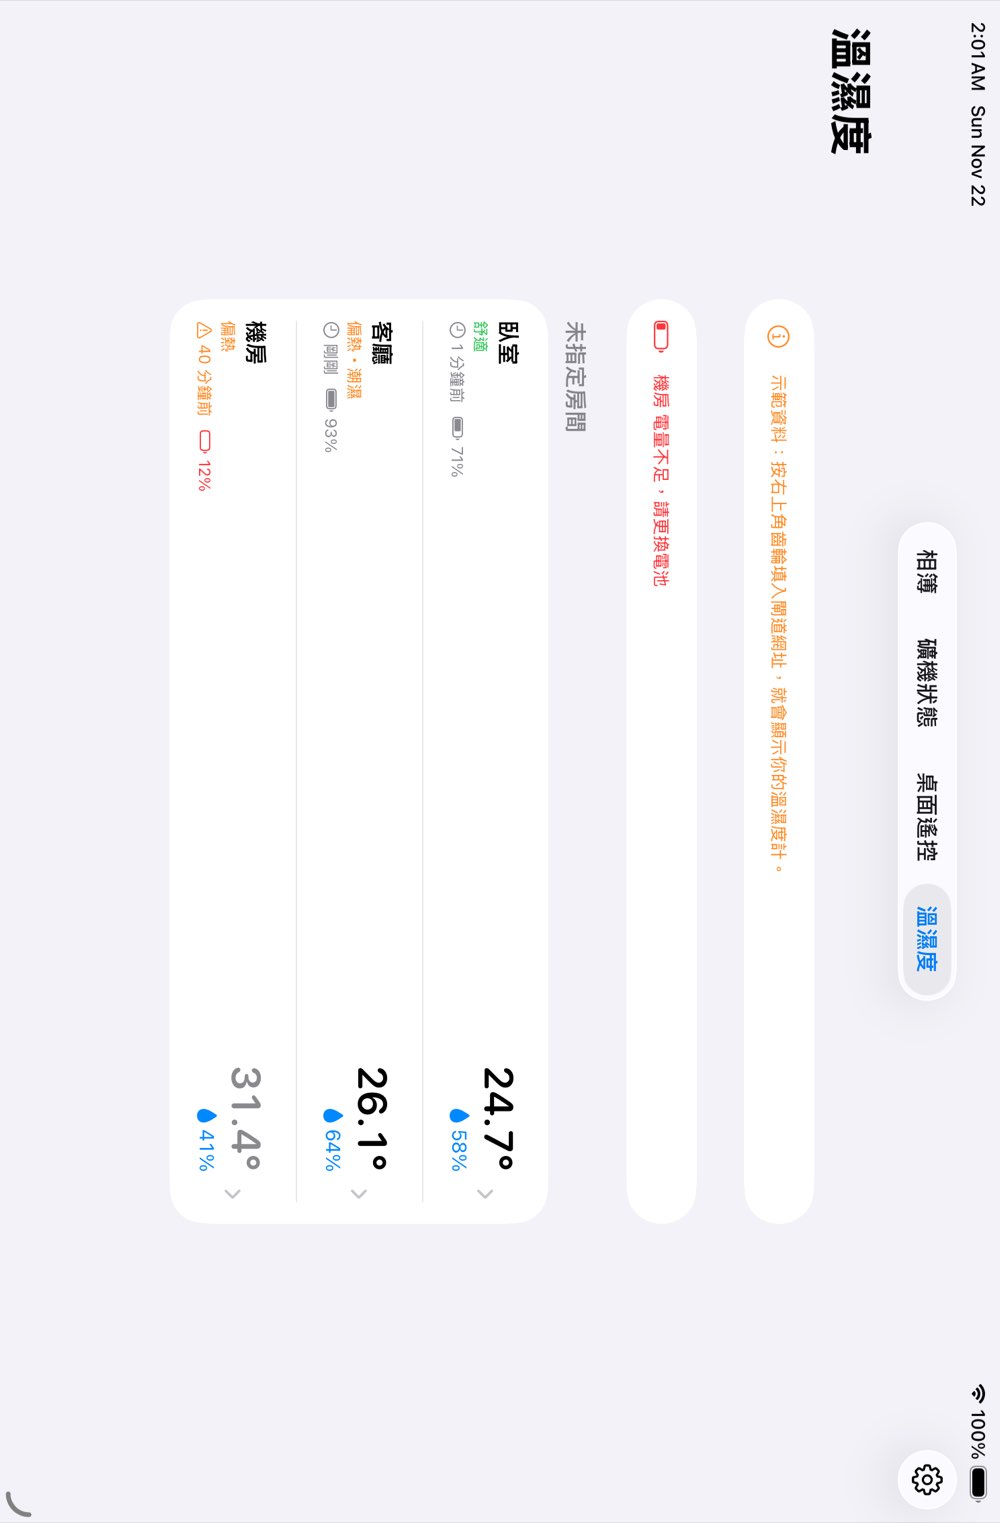 2:01 AM Sun Nov 22
100%
相簿 礦機狀態 桌面遙控 溫濕度
溫濕度
示範資料：按右上角齒輪填入閘道網址，就會顯示你的溫濕度計。
機房 電量不足，請更換電池
未指定房間
臥室
舒適
1 分鐘前 71%
24.7°
58%
客廳
偏熱・潮濕
剛剛 93%
26.1°
64%
機房
偏熱
40 分鐘前 12%
31.4°
41%